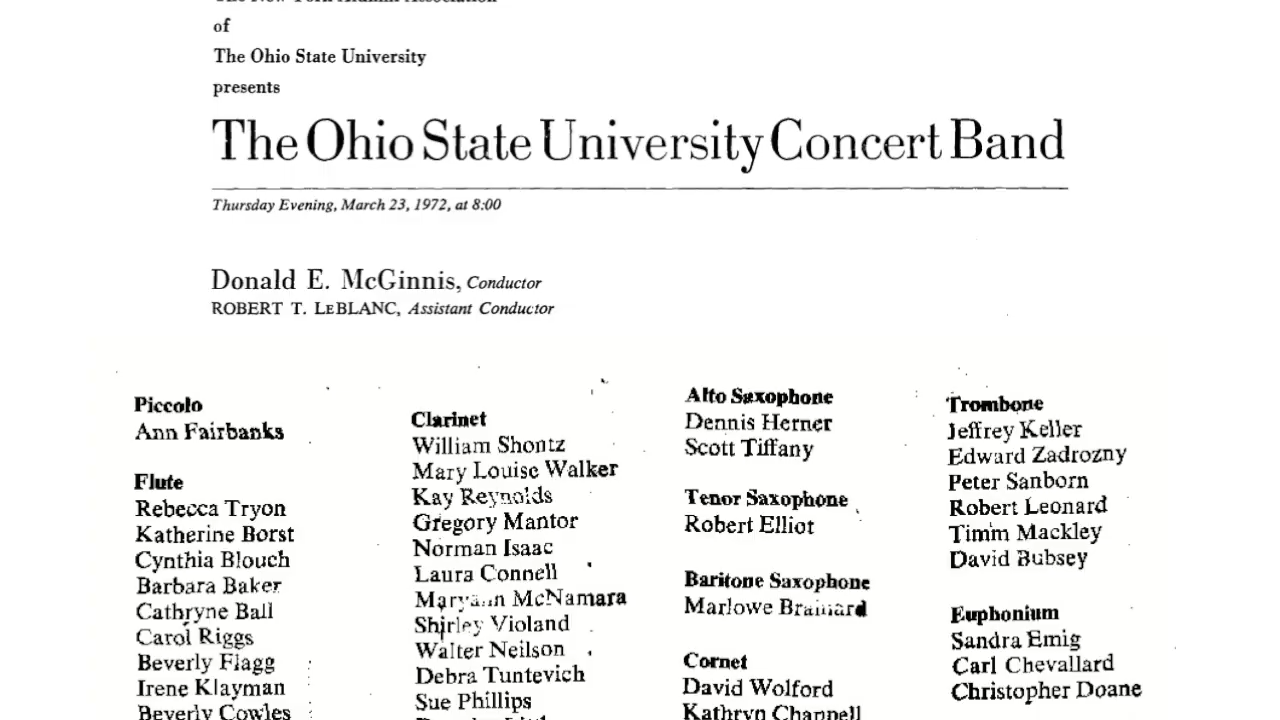 of
The Ohio State University
presents
The Ohio State University Concert Band
Thursday Evening, March 23, 1972, at 8:00
Donald E. McGinnis, Conductor
ROBERT T. LEBLANC, Assistant Conductor
Piccolo
Ann Fairbanks
Flute
Rebecca Tryon
Katherine Borst
Cynthia Blouch
Barbara Baker
Cathryne Ball
Carol Riggs
Beverly Flagg
Irene Klayman
Beverly Cowles
Clarinet
William Shontz
Mary Louise Walker
Kay Reynolds
Gregory Mantor
Norman Isaac
Laura Connell
Maryann McNamara
Shirley Violand
Walter Neilson
Debra Tuntevich
Sue Phillips
Alto Saxophone
Dennis Herner
Scott Tiffany
Tenor Saxophone
Robert Elliot
Baritone Saxophone
Marlowe Brainard
Cornet
David Wolford
Kathryn Channell
Trombone
Jeffrey Keller
Edward Zadrozny
Peter Sanborn
Robert Leonard
Timm Mackley
David Bubsey
Euphonium
Sandra Emig
Carl Chevallard
Christopher Doane